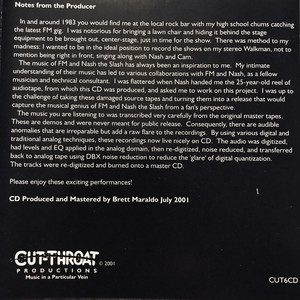 Notes from the Producer
In and around 1983 you would find me at the local rock bar with my high school chums catching
the latest FM gig. I was notorious for bringing a lawn chair and hiding it behind the stage
equipment to be brought out, center-stage, just in time for the show. There was method to my
madness: I wanted to be in the ideal position to record the shows on my stereo Walkman, not to
mention being right in front, singing along with Nash and Cam.
The music of FM and Nash the Slash has always been an inspiration to me. My intimate
understanding of their music has led to various collaborations with FM and Nash, as a fellow
musician and technical consultant. I was flattered when Nash handed me the 25-year-old reel of
audiotape, from which this CD was produced, and asked me to work on this project. I was up to
the challenge of taking these damaged source tapes and turning them into a release that would
capture the musical genius of FM and Nash the Slash from a fan's perspective.
The music you are listening to was transcribed very carefully from the original master tapes.
These are demos and were never meant for public release. Consequently, there are audible
anomalies that are irreparable but add a raw flare to the recordings. By using various digital and
traditional analog techniques, these recordings now live nicely on CD. The audio was digitized,
had levels and EQ applied in the analog domain, then re-digitized, noise reduced, and transferred
back to analog tape using DBX noise reduction to reduce the 'glare' of digital quantization.
The tracks were re-digitized and burned onto a master CD.
Please enjoy these exciting performances!
CD Produced and Mastered by Brett Maraldo July 2001
CUT-THROAT
PRODUCTIONS
© 2001
Music in a Particular Vein
CUT6CD